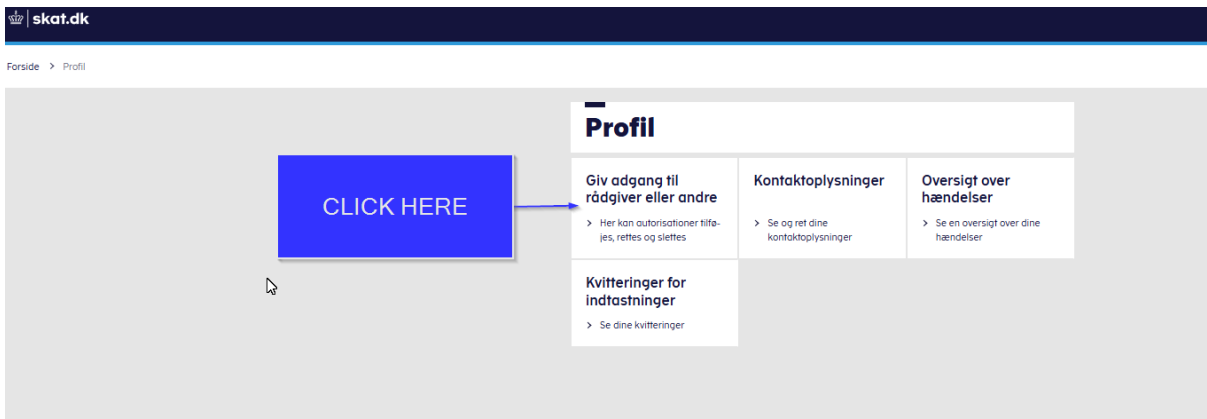 skat.dk
Forside > Profil
Profil
CLICK HERE
Giv adgang til
rådgiver eller andre
> Her kan autorisationer tilfø-
jes, rettes og slettes
Kontaktoplysninger
> Se og ret dine
kontaktoplysninger
Oversigt over
hændelser
> Se en oversigt over dine
hændelser
Kvitteringer for
indtastninger
> Se dine kvitteringer